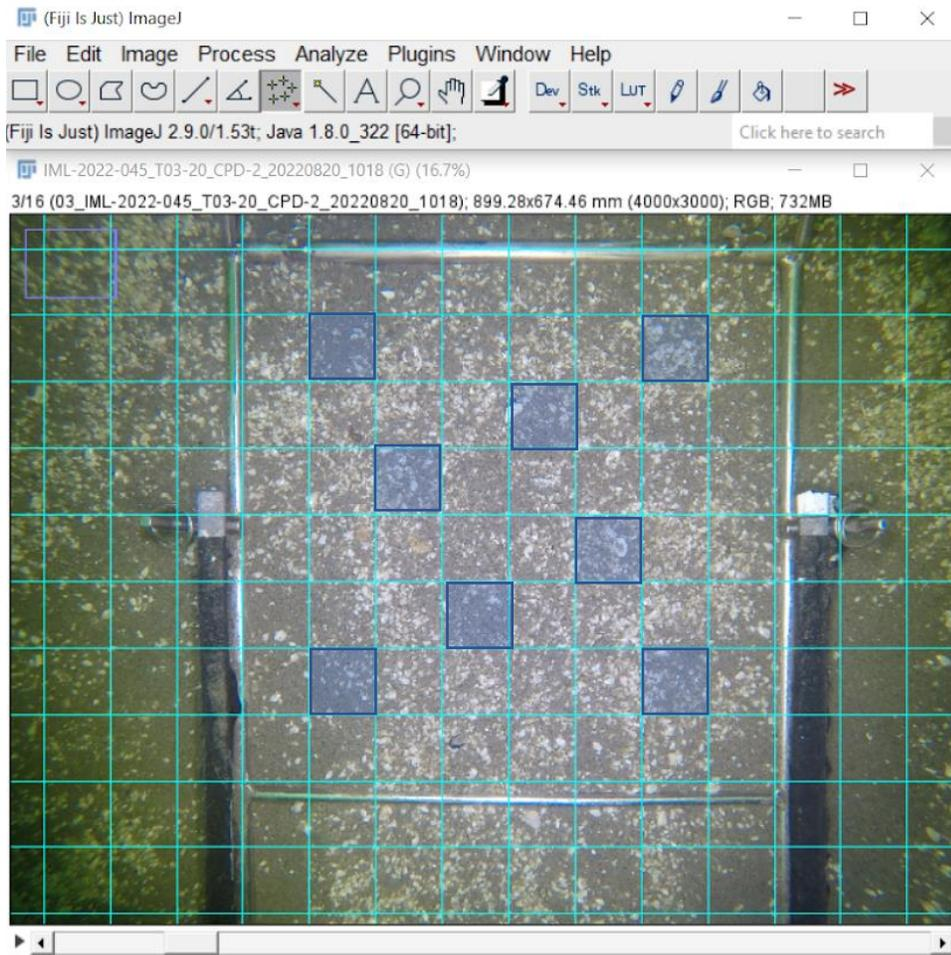 (Fiji Is Just) ImageJ
File Edit Image Process Analyze Plugins Window Help
Dev Stk LUT
(Fiji Is Just) ImageJ 2.9.0/1.53t; Java 1.8.0_322 [64-bit];
Click here to search
IML-2022-045_T03-20_CPD-2_20220820_1018 (G) (16.7%)
3/16 (03_IML-2022-045_T03-20_CPD-2_20220820_1018); 899.28x674.46 mm (4000x3000); RGB; 732MB